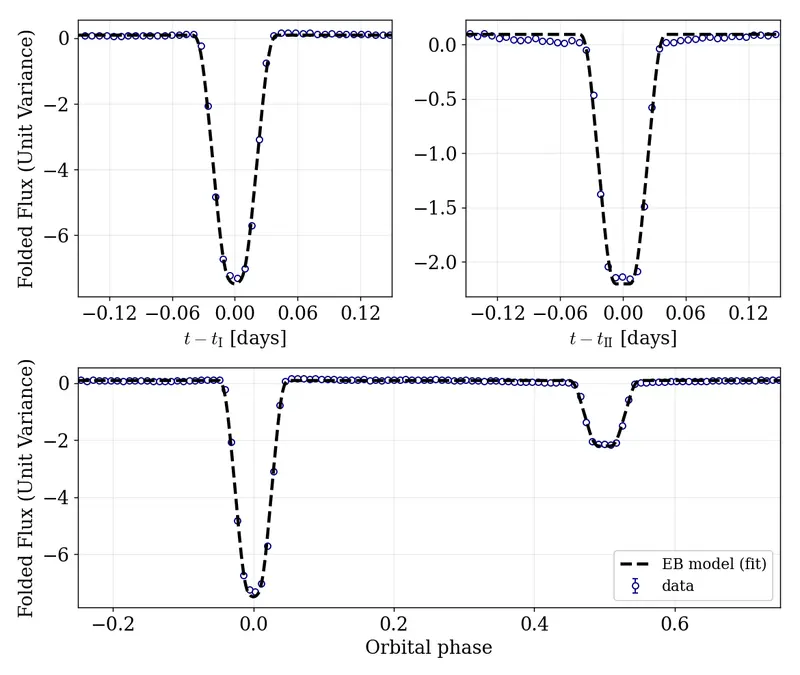 Folded Flux (Unit Variance)
0
−2
−4
−6
−0.12 −0.06 0.00 0.06 0.12
t − t_I [days]
0.0
−0.5
−1.0
−1.5
−2.0
−0.12 −0.06 0.00 0.06 0.12
t − t_II [days]
Folded Flux (Unit Variance)
0
−2
−4
−6
−0.2 0.0 0.2 0.4 0.6
Orbital phase
EB model (fit)
data